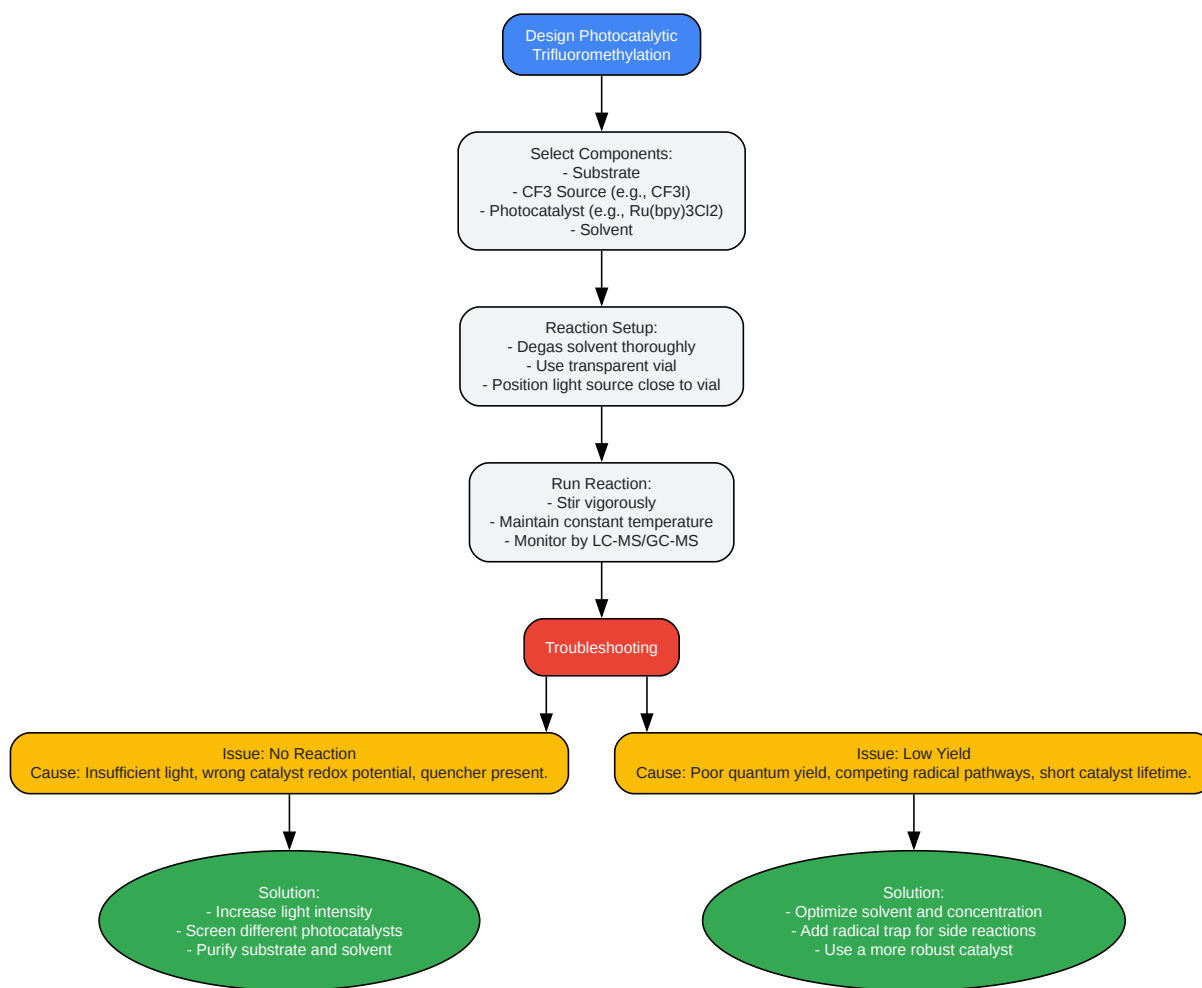 Design Photocatalytic
Trifluoromethylation
Select Components:
- Substrate
- CF3 Source (e.g., CF3I)
- Photocatalyst (e.g., Ru(bpy)3Cl2)
- Solvent
Reaction Setup:
- Degas solvent thoroughly
- Use transparent vial
- Position light source close to vial
Run Reaction:
- Stir vigorously
- Maintain constant temperature
- Monitor by LC-MS/GC-MS
Troubleshooting
Issue: No Reaction
Cause: Insufficient light, wrong catalyst redox potential, quencher present.
Issue: Low Yield
Cause: Poor quantum yield, competing radical pathways, short catalyst lifetime.
Solution:
- Increase light intensity
- Screen different photocatalysts
- Purify substrate and solvent
Solution:
- Optimize solvent and concentration
- Add radical trap for side reactions
- Use a more robust catalyst